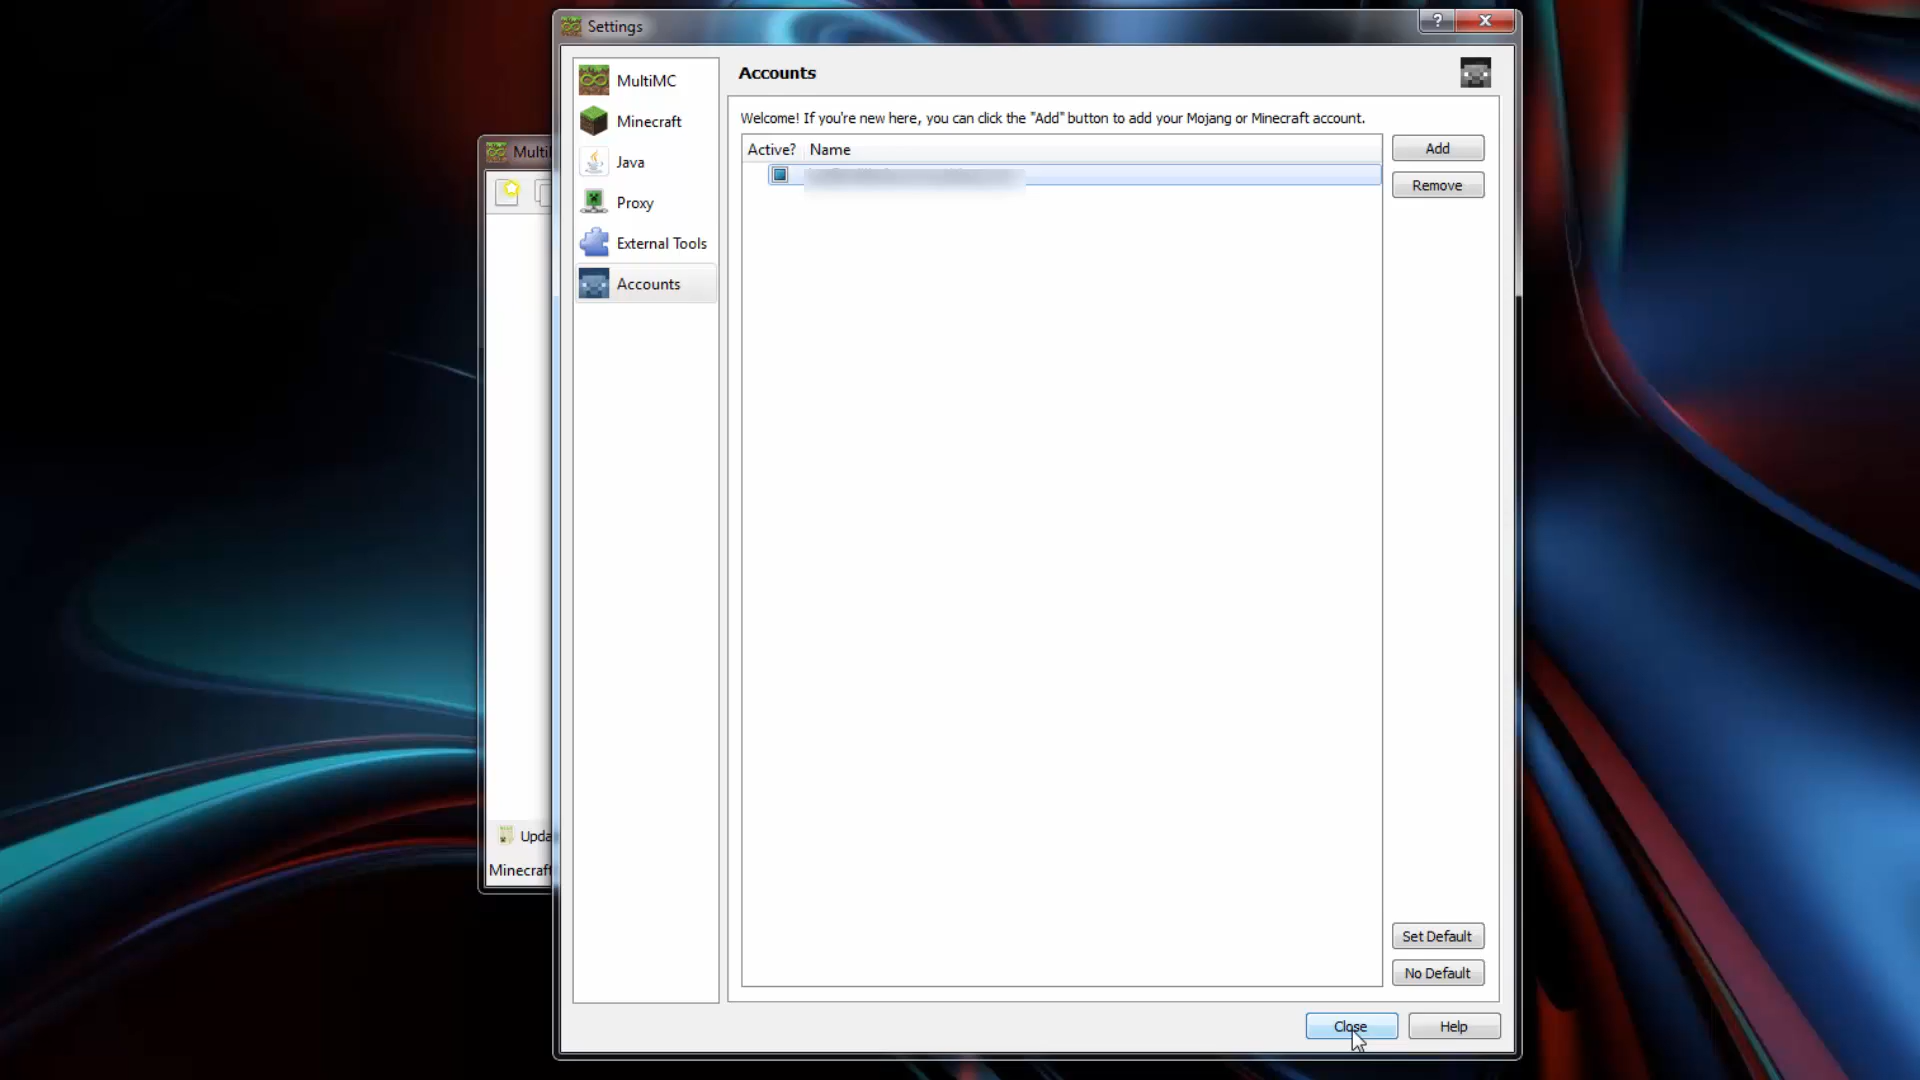 Settings
MultiMC
Minecraft
Java
Proxy
External Tools
Accounts
Accounts
Welcome! If you're new here, you can click the "Add" button to add your Mojang or Minecraft account.
Active? Name
Add
Remove
Set Default
No Default
Close
Help
Upda
Minecraft